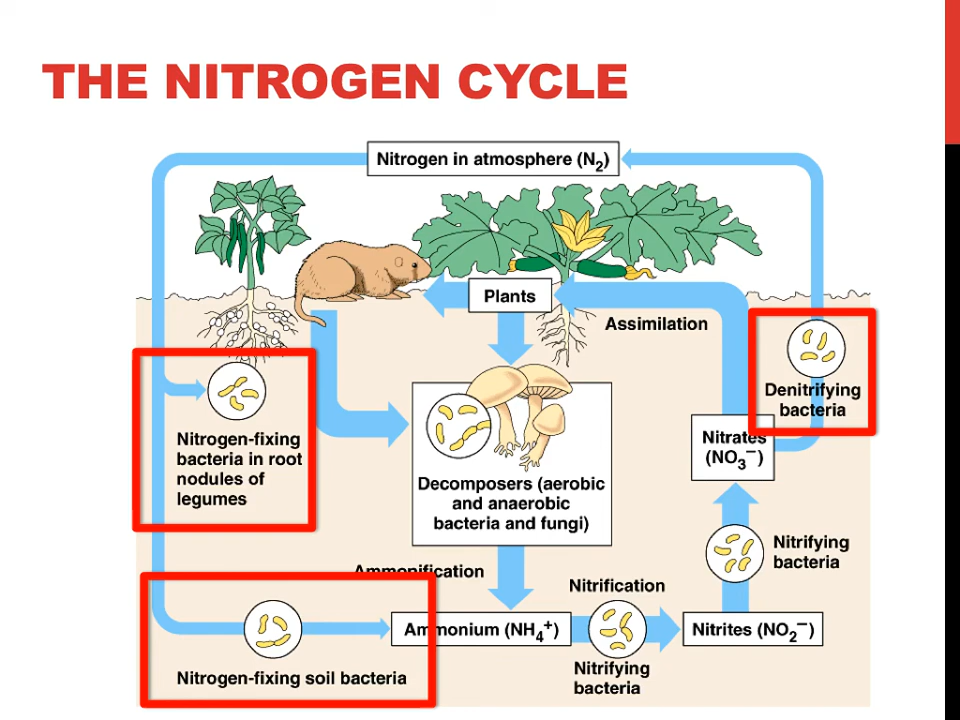 THE NITROGEN CYCLE
Nitrogen in atmosphere (N₂)
Plants
Assimilation
Denitrifying
bacteria
Nitrogen-fixing
bacteria in root
nodules of
legumes
Decomposers (aerobic
and anaerobic
bacteria and fungi)
Nitrates
(NO₃⁻)
Nitrifying
bacteria
Ammonification
Nitrification
Ammonium (NH₄⁺)
Nitrites (NO₂⁻)
Nitrifying
bacteria
Nitrogen-fixing soil bacteria